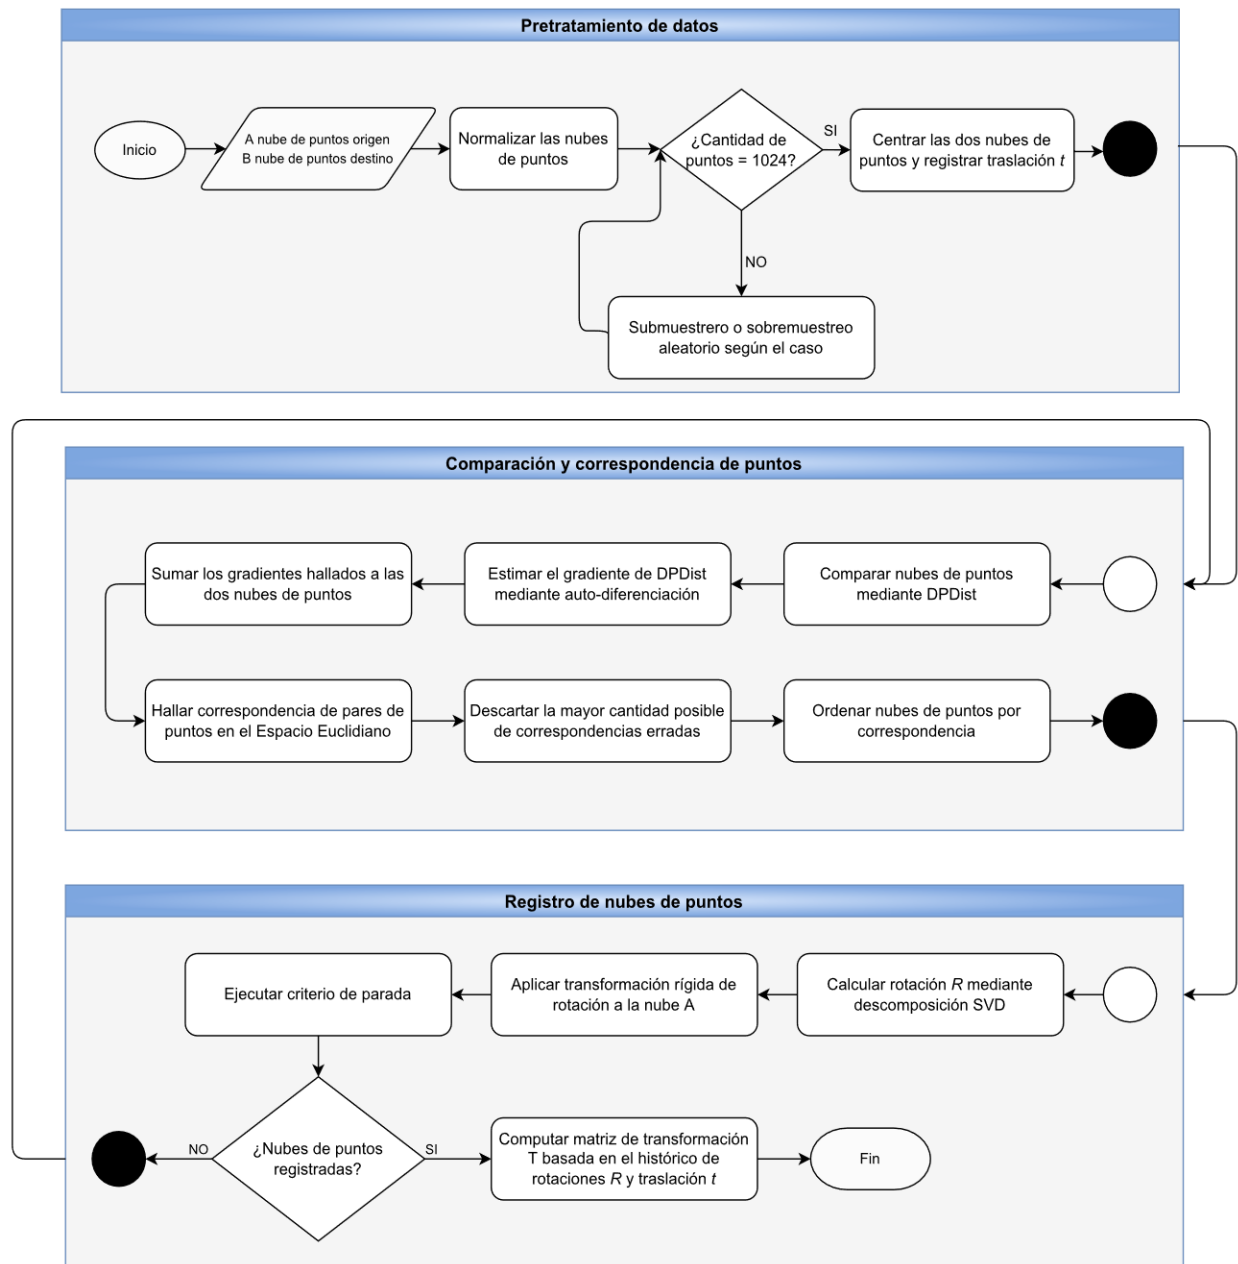 Pretratamiento de datos
Inicio
A nube de puntos origen
B nube de puntos destino
Normalizar las nubes
de puntos
¿Cantidad de
puntos = 1024?
SI
Centrar las dos nubes de
puntos y registrar traslación t
NO
Submuestrero o sobremuestreo
aleatorio según el caso
Comparación y correspondencia de puntos
Sumar los gradientes hallados a las
dos nubes de puntos
Estimar el gradiente de DPDist
mediante auto-diferenciación
Comparar nubes de puntos
mediante DPDist
Hallar correspondencia de pares de
puntos en el Espacio Euclidiano
Descartar la mayor cantidad posible
de correspondencias erradas
Ordenar nubes de puntos por
correspondencia
Registro de nubes de puntos
Ejecutar criterio de parada
Aplicar transformación rígida de
rotación a la nube A
Calcular rotación R mediante
descomposición SVD
NO
¿Nubes de puntos
registradas?
SI
Computar matriz de transformación
T basada en el histórico de
rotaciones R y traslación t
Fin